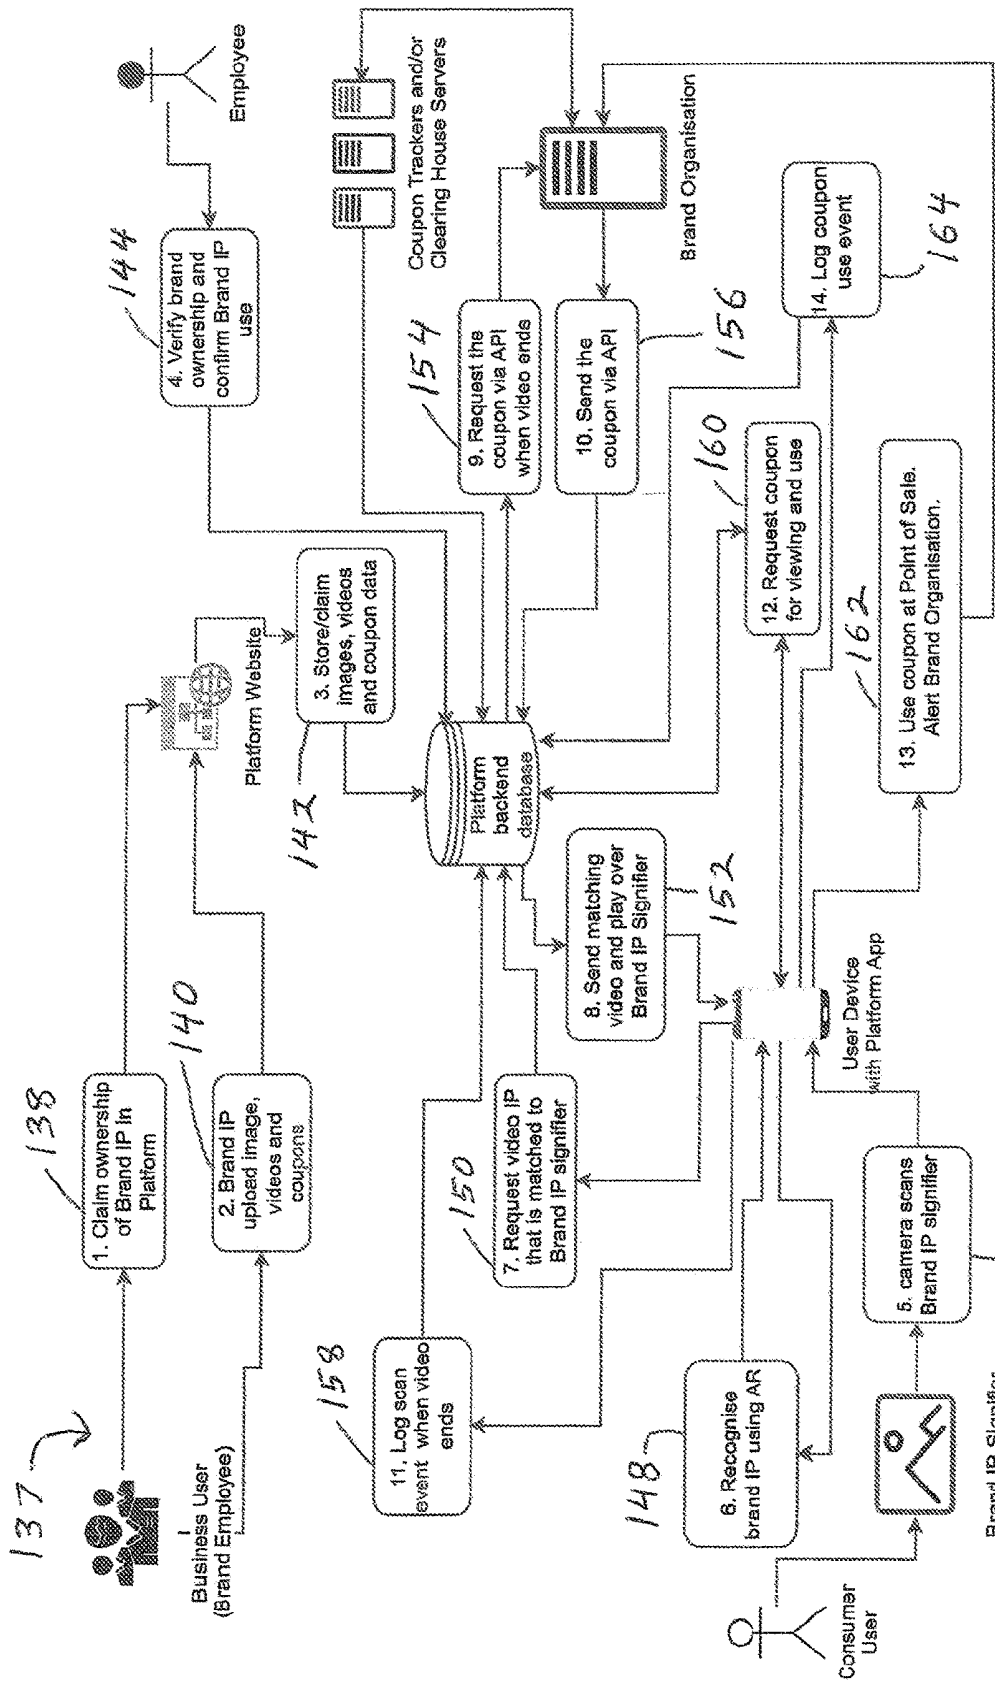 137
Business User
(Brand Employee)
138
1. Claim ownership
of Brand IP in
Platform
140
2. Brand IP
upload image,
videos and
coupons
Platform Website
142
3. Store/claim
images, videos
and coupon data
144
4. Verify brand
ownership and
confirm Brand IP
use
Employee
158
11. Log scan
event when video
ends
150
7. Request video IP
that is matched to
Brand IP signifier
Platform
backend
database
8. Send matching
video and play over
Brand IP Signifier
152
154
9. Request the
coupon via API
when video ends
10. Send the
coupon via API
156
Coupon Trackers and/or
Clearing House Servers
Brand Organisation
148
6. Recognise
brand IP using AR
Consumer
User
5. camera scans
Brand IP signifier
Brand IP Signifier
User Device
with Platform App
160
12. Request coupon
for viewing and use
162
13. Use coupon at Point of Sale.
Alert Brand Organisation.
14. Log coupon
use event
164